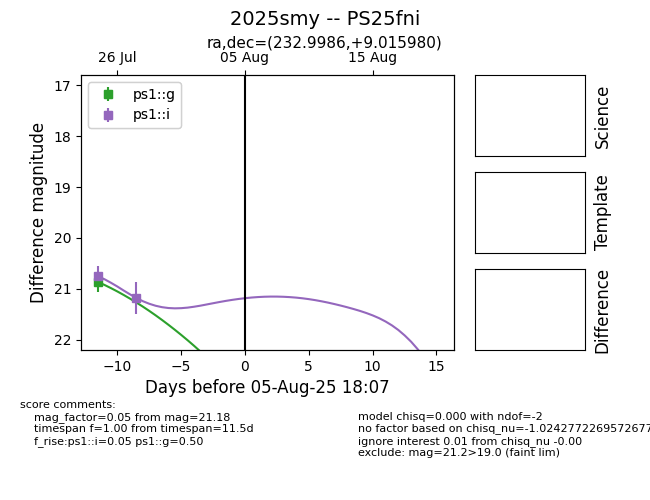 2025smy -- PS25fni
ra,dec=(232.9986,+9.015980)
26 Jul
05 Aug
15 Aug
17
18
19
20
21
22
Difference magnitude
ps1::g
ps1::i
−10
−5
0
5
10
15
Days before 05-Aug-25 18:07
Science
Template
Difference
score comments:
mag_factor=0.05 from mag=21.18
timespan f=1.00 from timespan=11.5d
f_rise:ps1::i=0.05 ps1::g=0.50
model chisq=0.000 with ndof=-2
no factor based on chisq_nu=-1.0242772269572677
ignore interest 0.01 from chisq_nu -0.00
exclude: mag=21.2>19.0 (faint lim)